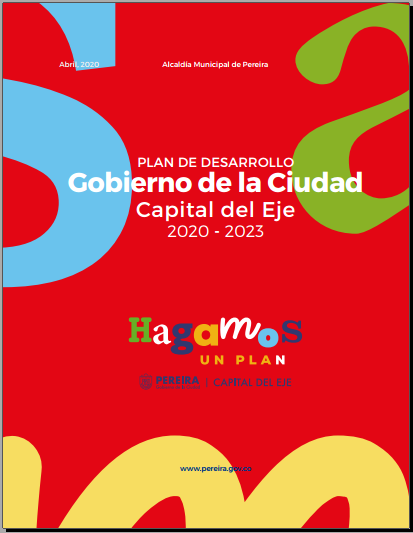 Abril, 2020 Alcaldía Municipal de Pereira
PLAN DE DESARROLLO
Gobierno de la Ciudad
Capital del Eje
2020 - 2023
HagamoS
UN PLAN
PEREIRA | CAPITAL DEL EJE
www.pereira.gov.co